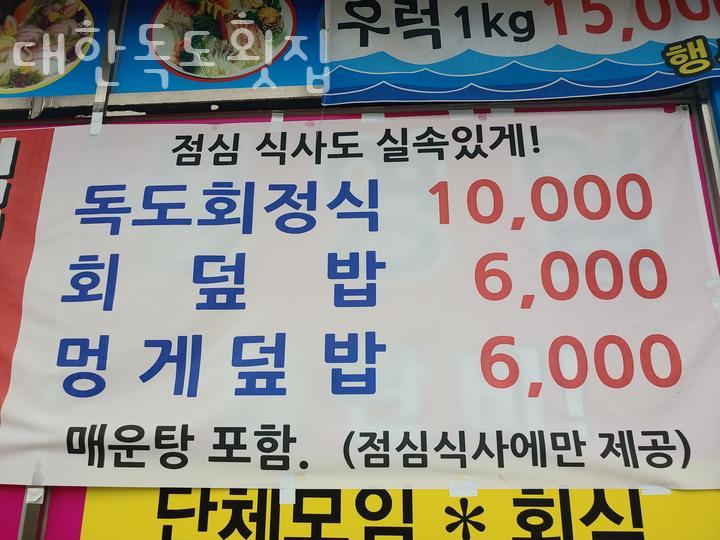 대한독도횟집
우럭 1kg 15,00
행
점심 식사도 실속있게!
독도회정식 10,000
회 덮 밥 6,000
멍게덮밥 6,000
매운탕 포함. (점심식사에만 제공)
단체모임 * 회식